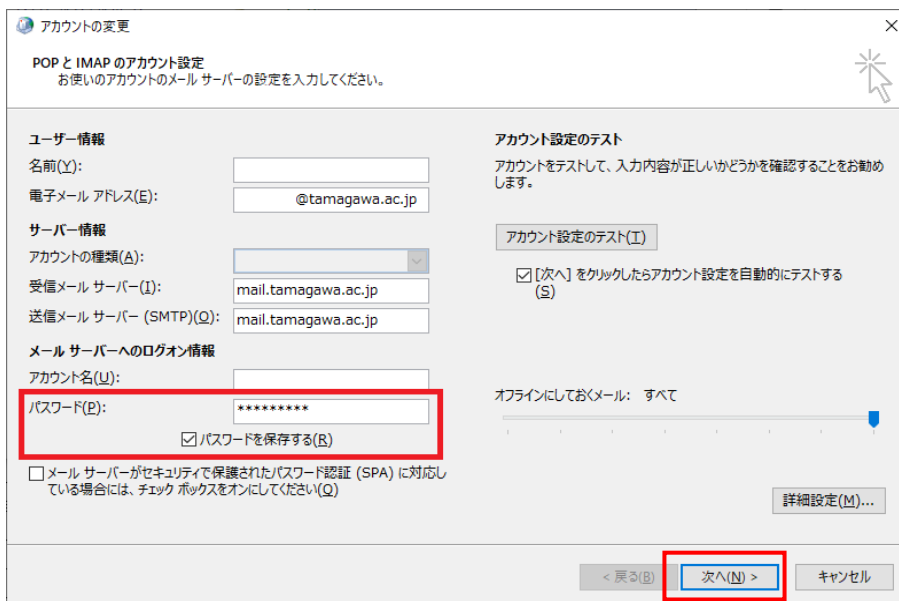 アカウントの変更
POP と IMAP のアカウント設定
お使いのアカウントのメール サーバーの設定を入力してください。
ユーザー情報
名前(Y):
電子メール アドレス(E):
@tamagawa.ac.jp
サーバー情報
アカウントの種類(A):
受信メール サーバー(I):
mail.tamagawa.ac.jp
送信メール サーバー (SMTP)(O):
mail.tamagawa.ac.jp
メール サーバーへのログオン情報
アカウント名(U):
パスワード(P):
*********
パスワードを保存する(R)
メール サーバーがセキュリティで保護されたパスワード認証 (SPA) に対応し
ている場合には、チェック ボックスをオンにしてください(Q)
アカウント設定のテスト
アカウントをテストして、入力内容が正しいかどうかを確認することをお勧め
します。
アカウント設定のテスト(T)
[次へ] をクリックしたらアカウント設定を自動的にテストする
(S)
オフラインにしておくメール: すべて
詳細設定(M)...
< 戻る(B)
次へ(N) >
キャンセル